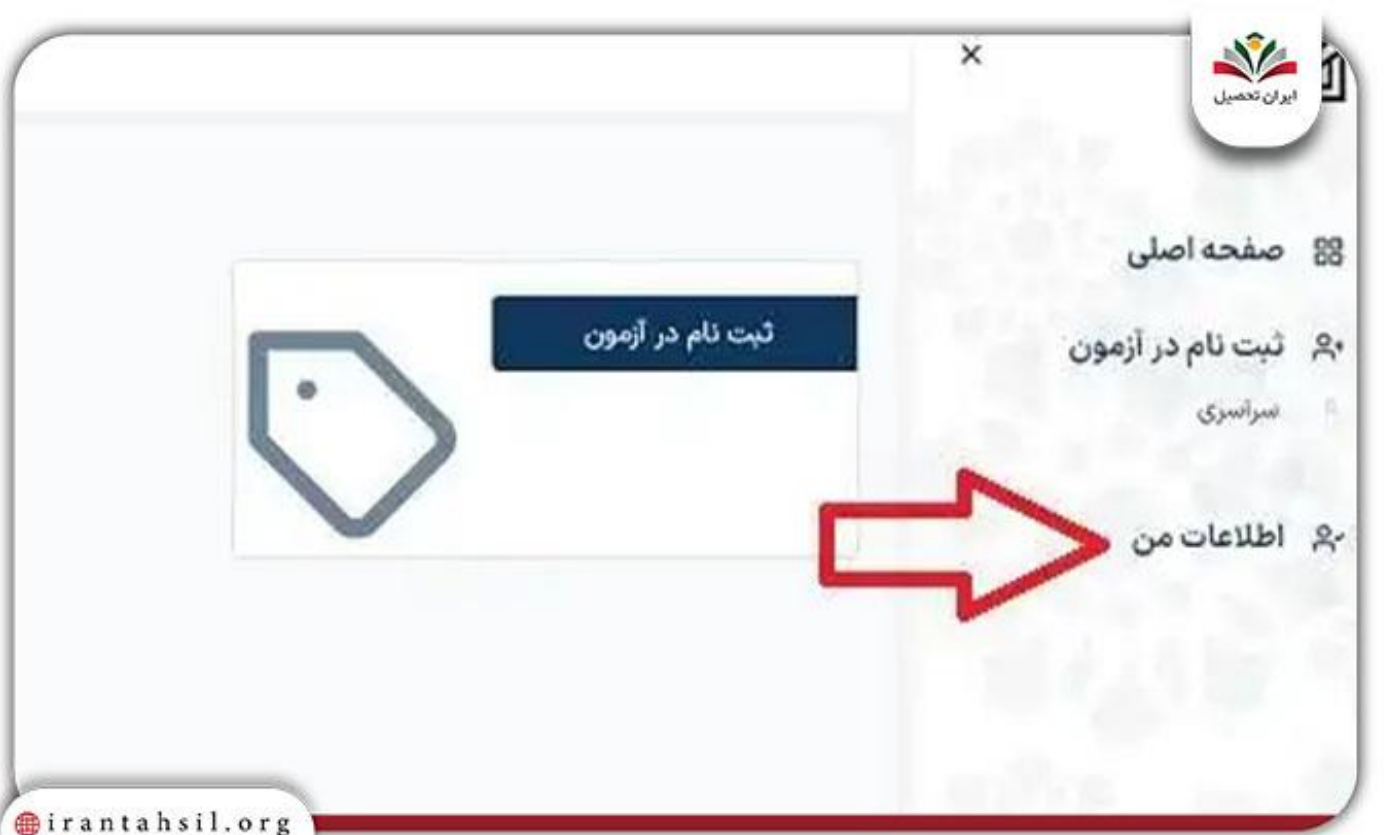 ایران تحصیل
صفحه اصلی
ثبت نام در آزمون
سراسری
اطلاعات من
ثبت نام در آزمون
irantahsil.org